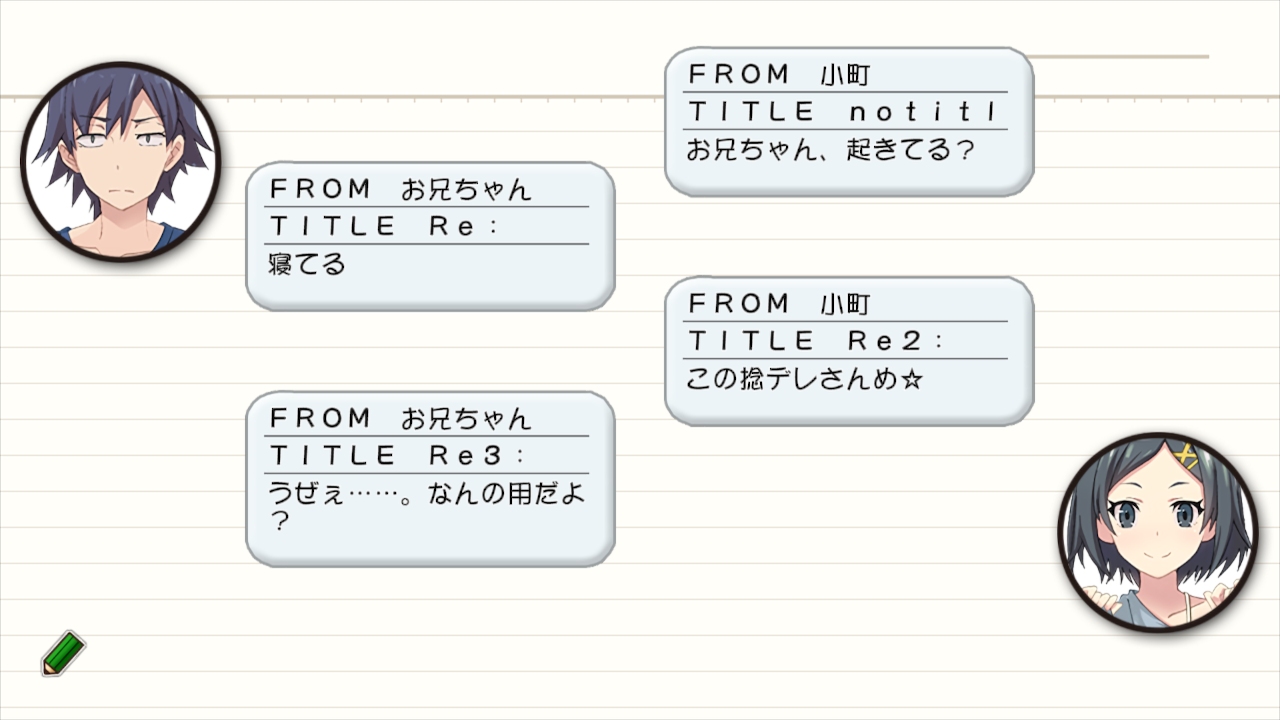 FROM 小町
TITLE notitl
お兄ちゃん、起きてる？
FROM お兄ちゃん
TITLE Re：
寝てる
FROM 小町
TITLE Re2：
この捻デレさんめ☆
FROM お兄ちゃん
TITLE Re3：
うぜぇ……。なんの用だよ
？